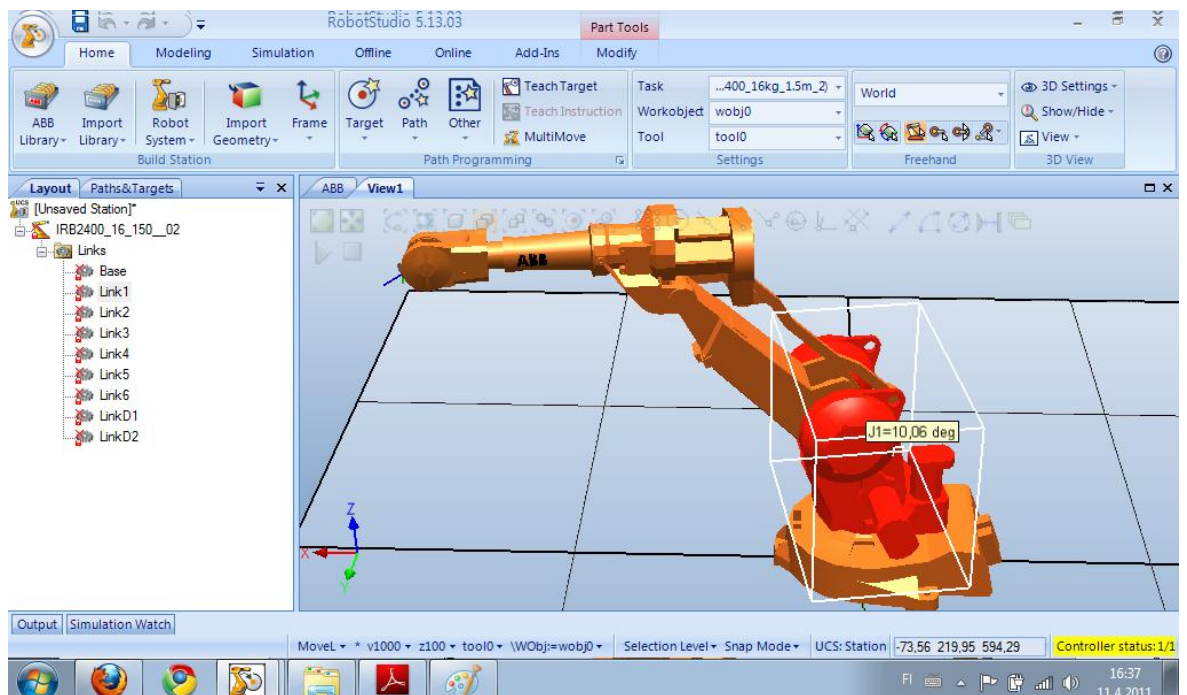 RobotStudio 5.13.03
Part Tools
Home Modeling Simulation Offline Online Add-Ins Modify
ABB Library
Import Library
Robot System
Import Geometry
Frame
Build Station
Target
Path
Other
Teach Target
Teach Instruction
MultiMove
Path Programming
Task ...400_16kg_1.5m_2)
Workobject wobj0
Tool tool0
Settings
World
Freehand
3D Settings
Show/Hide
View
3D View
Layout Paths&Targets
ABB View1
UCS
[Unsaved Station]*
IRB2400_16_150__02
Links
Base
Link1
Link2
Link3
Link4
Link5
Link6
LinkD1
LinkD2
ABB
J1=10,06 deg
Z
X
Y
Output Simulation Watch
MoveL * v1000 z100 tool0 \WObj:=wobj0 Selection Level Snap Mode UCS: Station -73,56 219,95 594,29 Controller status: 1/1
FI
16:37
11.4.2011